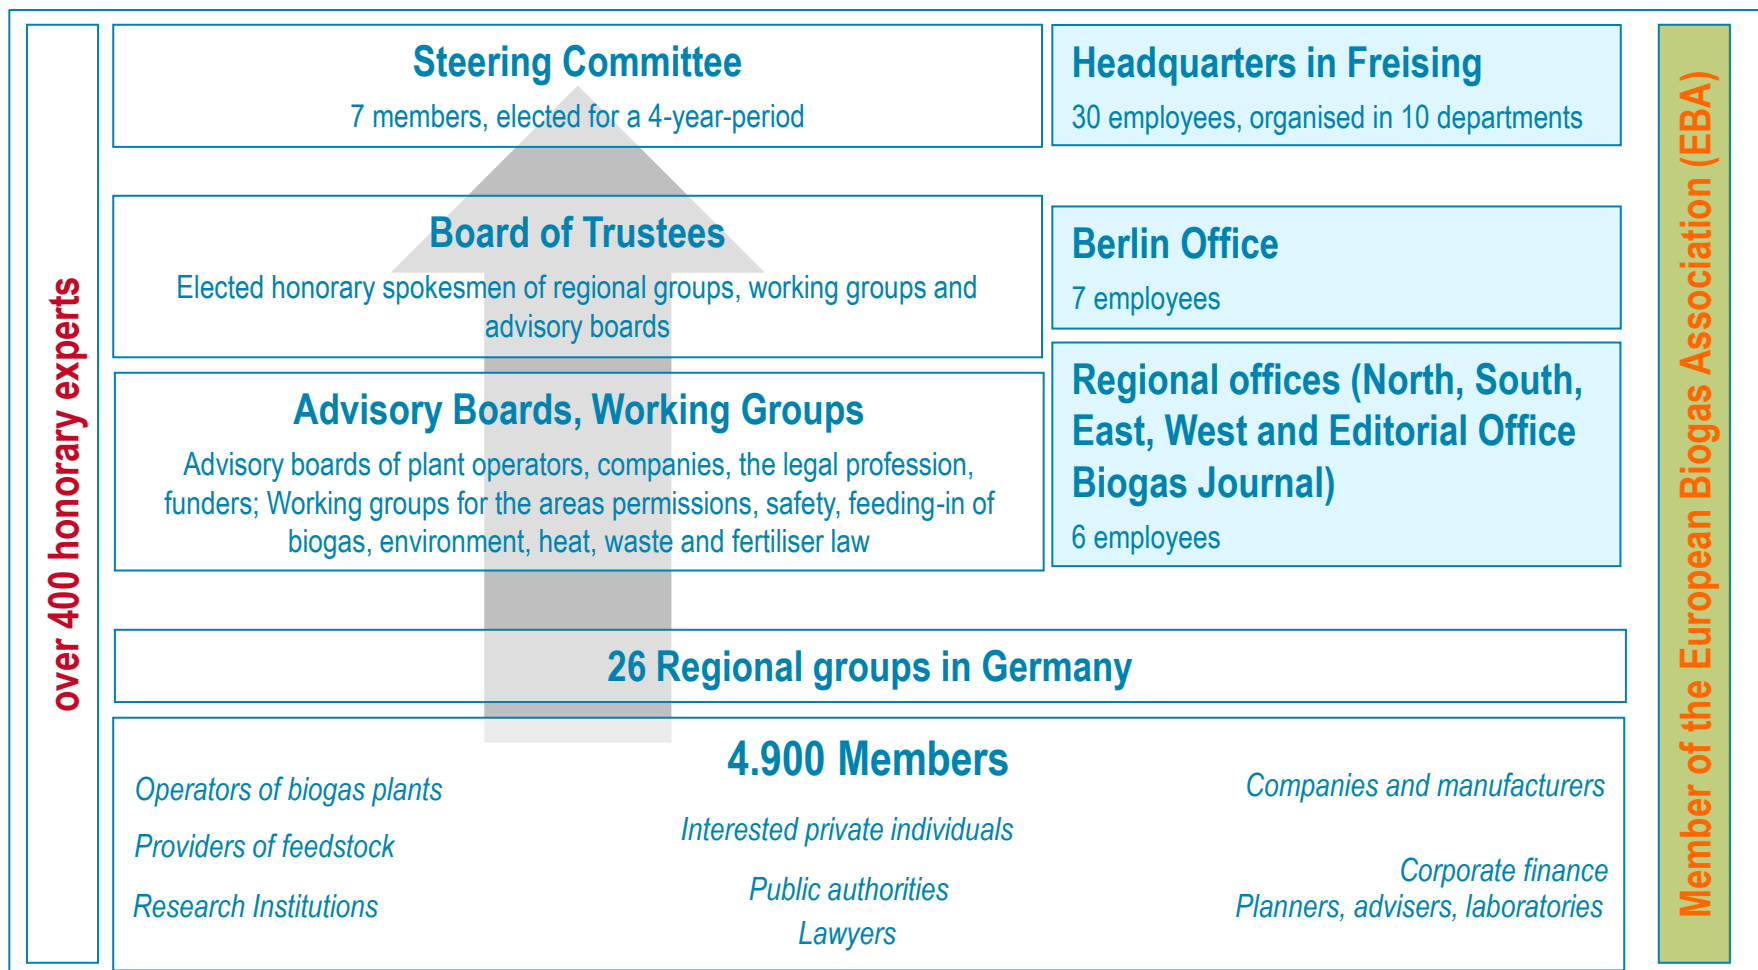 over 400 honorary experts
Steering Committee
7 members, elected for a 4-year-period
Board of Trustees
Elected honorary spokesmen of regional groups, working groups and
advisory boards
Advisory Boards, Working Groups
Advisory boards of plant operators, companies, the legal profession,
funders; Working groups for the areas permissions, safety, feeding-in of
biogas, environment, heat, waste and fertiliser law
Headquarters in Freising
30 employees, organised in 10 departments
Berlin Office
7 employees
Regional offices (North, South,
East, West and Editorial Office
Biogas Journal)
6 employees
26 Regional groups in Germany
4.900 Members
Operators of biogas plants
Providers of feedstock
Research Institutions
Interested private individuals
Public authorities
Lawyers
Companies and manufacturers
Corporate finance
Planners, advisers, laboratories
Member of the European Biogas Association (EBA)